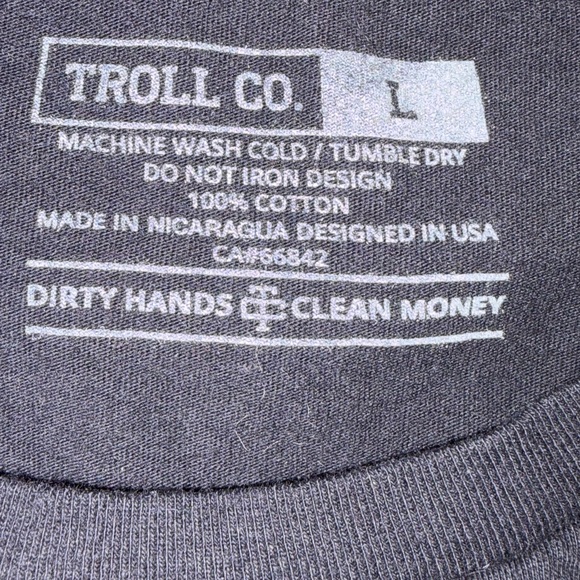 TROLL CO. L
MACHINE WASH COLD / TUMBLE DRY
DO NOT IRON DESIGN
100% COTTON
MADE IN NICARAGUA DESIGNED IN USA
CA#66842
DIRTY HANDS TC CLEAN MONEY